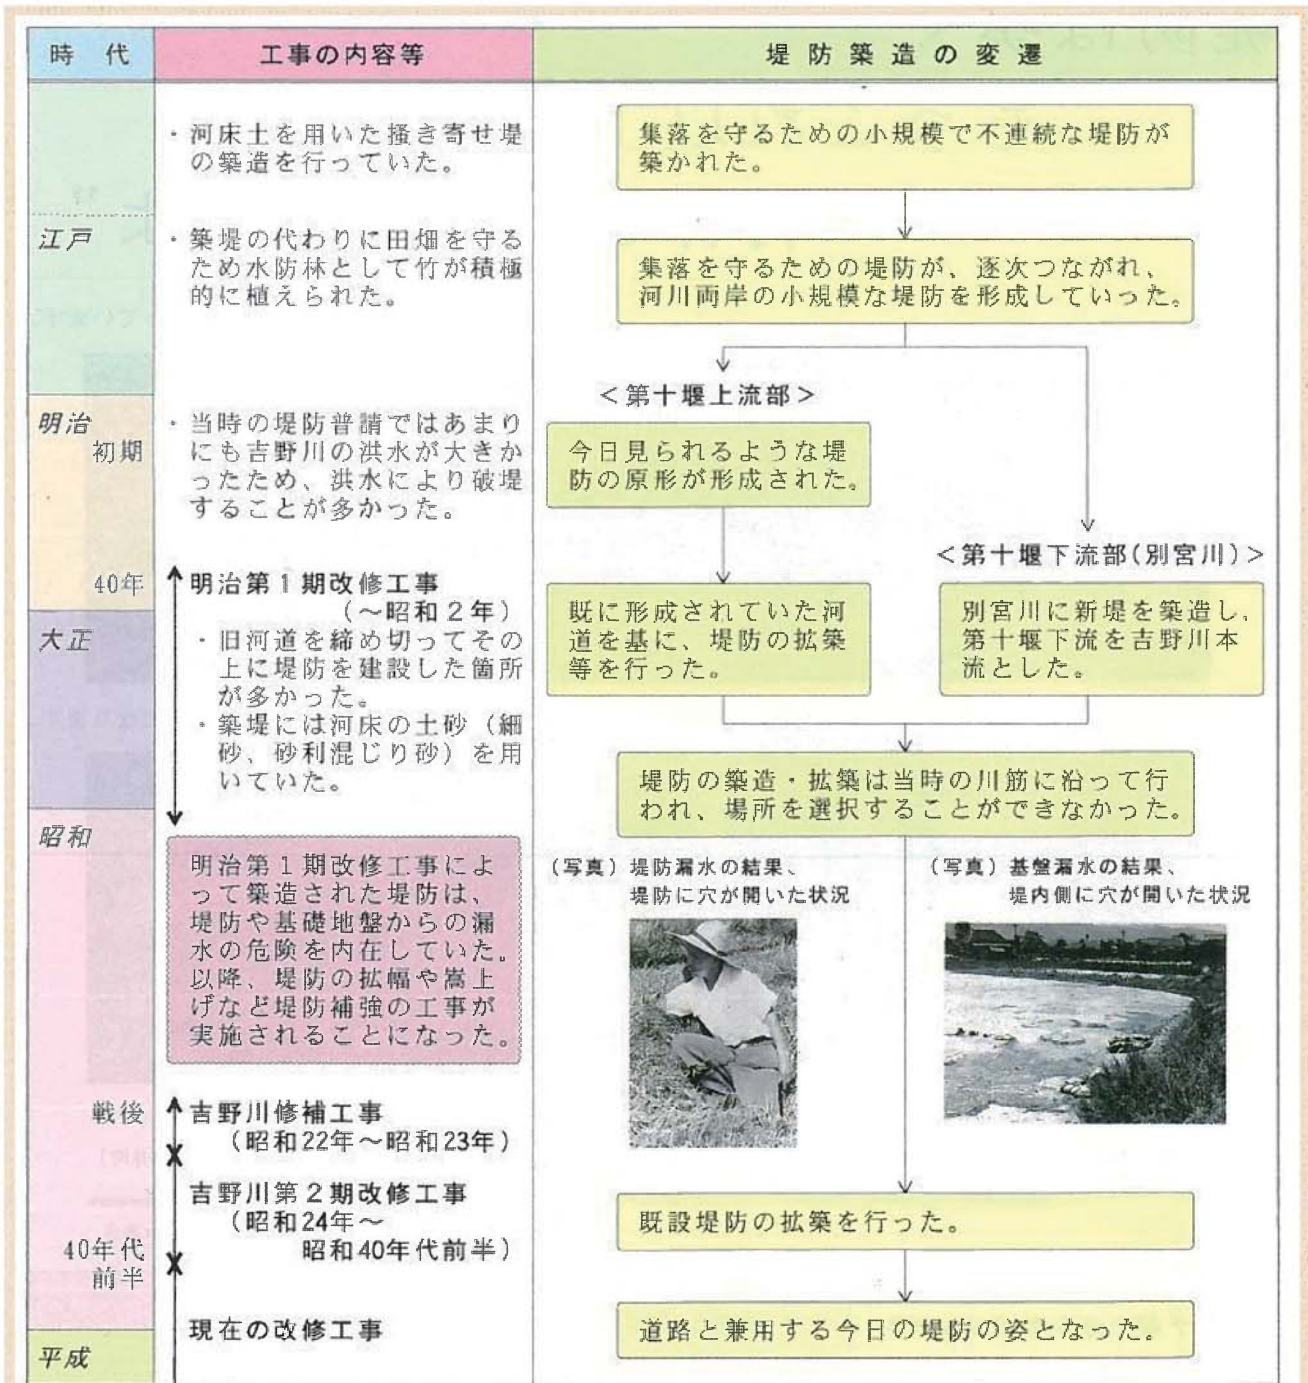 時代
工事の内容等
堤防築造の変遷
・河床土を用いた掻き寄せ堤
の築造を行っていた。
集落を守るための小規模で不連続な堤防が
築かれた。
江戸
・築堤の代わりに田畑を守る
ため水防林として竹が積極
的に植えられた。
集落を守るための堤防が、逐次つながれ、
河川両岸の小規模な堤防を形成していった。
明治
初期
・当時の堤防普請ではあまり
にも吉野川の洪水が大きか
ったため、洪水により破堤
することが多かった。
<第十堰上流部>
今日見られるような堤
防の原形が形成された。
40年
明治第1期改修工事
(~昭和2年)
既に形成されていた河
道を基に、堤防の拡築
等を行った。
<第十堰下流部(別宮川)>
別宮川に新堤を築造し、
第十堰下流を吉野川本
流とした。
大正
・旧河道を締め切ってその
上に堤防を建設した箇所
が多かった。
・築堤には河床の土砂(細
砂、砂利混じり砂)を用
いていた。
堤防の築造・拡築は当時の川筋に沿って行
われ、場所を選択することができなかった。
昭和
明治第1期改修工事によ
って築造された堤防は、
堤防や基礎地盤からの漏
水の危険を内在していた。
以降、堤防の拡幅や嵩上
げなど堤防補強の工事が
実施されることになった。
(写真)堤防漏水の結果、
堤防に穴が開いた状況
(写真)基盤漏水の結果、
堤内側に穴が開いた状況
戦後
吉野川修補工事
(昭和22年~昭和23年)
吉野川第2期改修工事
(昭和24年~
昭和40年代前半)
既設堤防の拡築を行った。
40年代
前半
現在の改修工事
道路と兼用する今日の堤防の姿となった。
平成